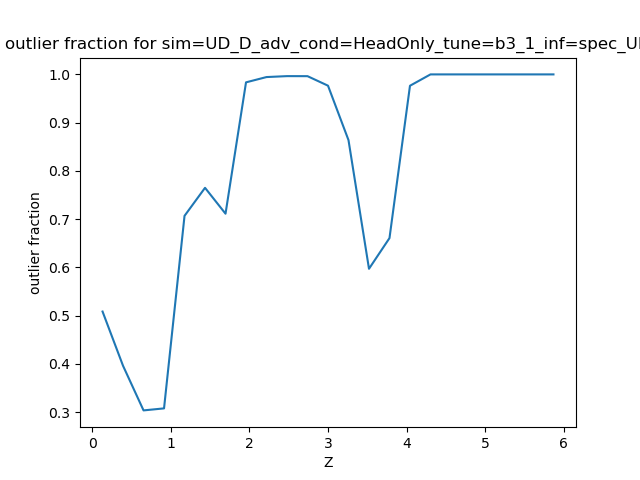 outlier fraction for sim=UD_D_adv_cond=HeadOnly_tune=b3_1_inf=spec_U
1.0
0.9
0.8
0.7
0.6
0.5
0.4
0.3
outlier fraction
0 1 2 3 4 5 6
Z